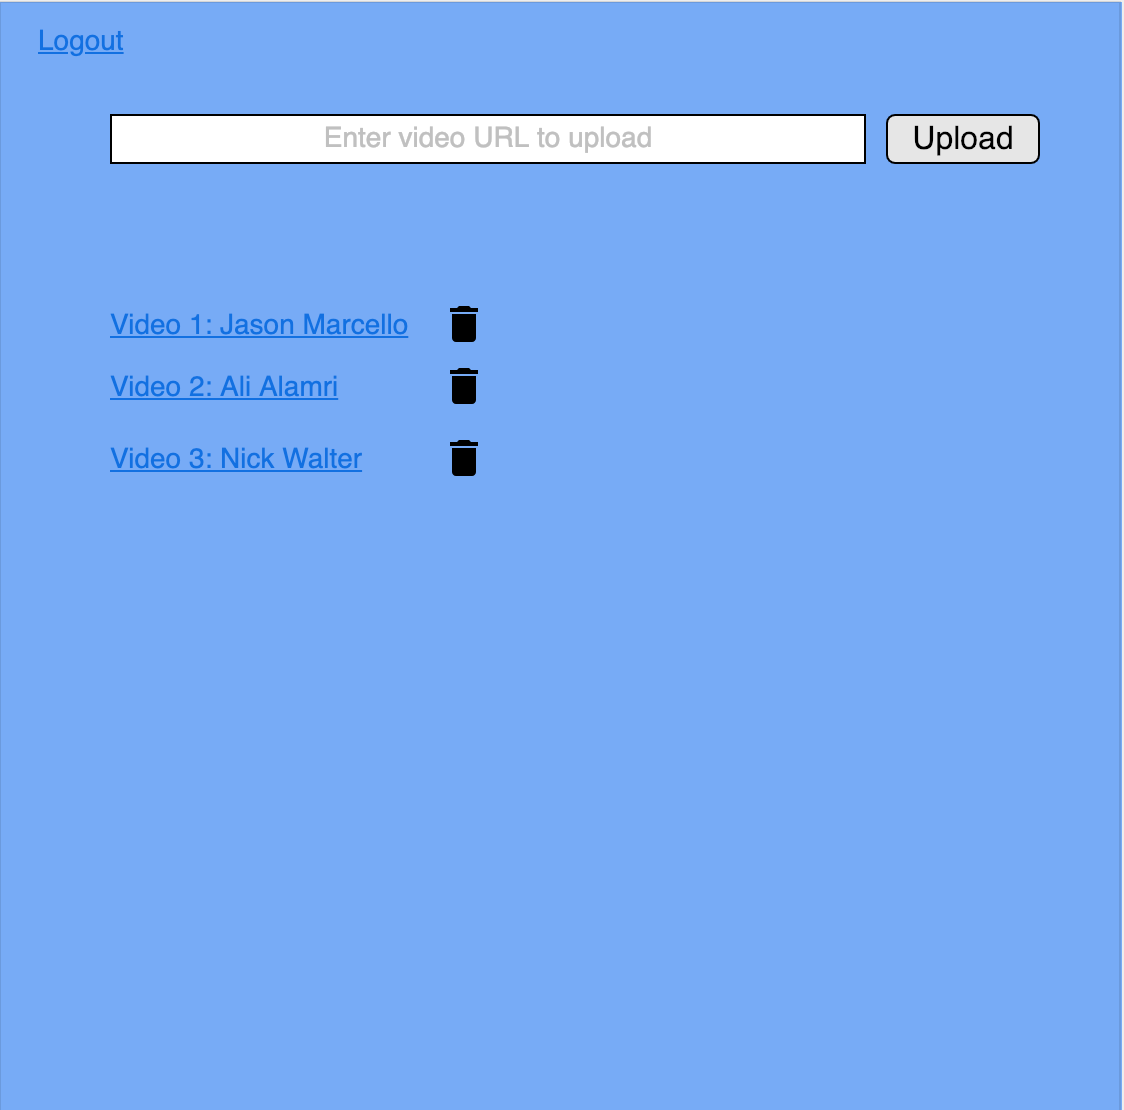 Logout
Enter video URL to upload
Upload
Video 1: Jason Marcello
Video 2: Ali Alamri
Video 3: Nick Walter